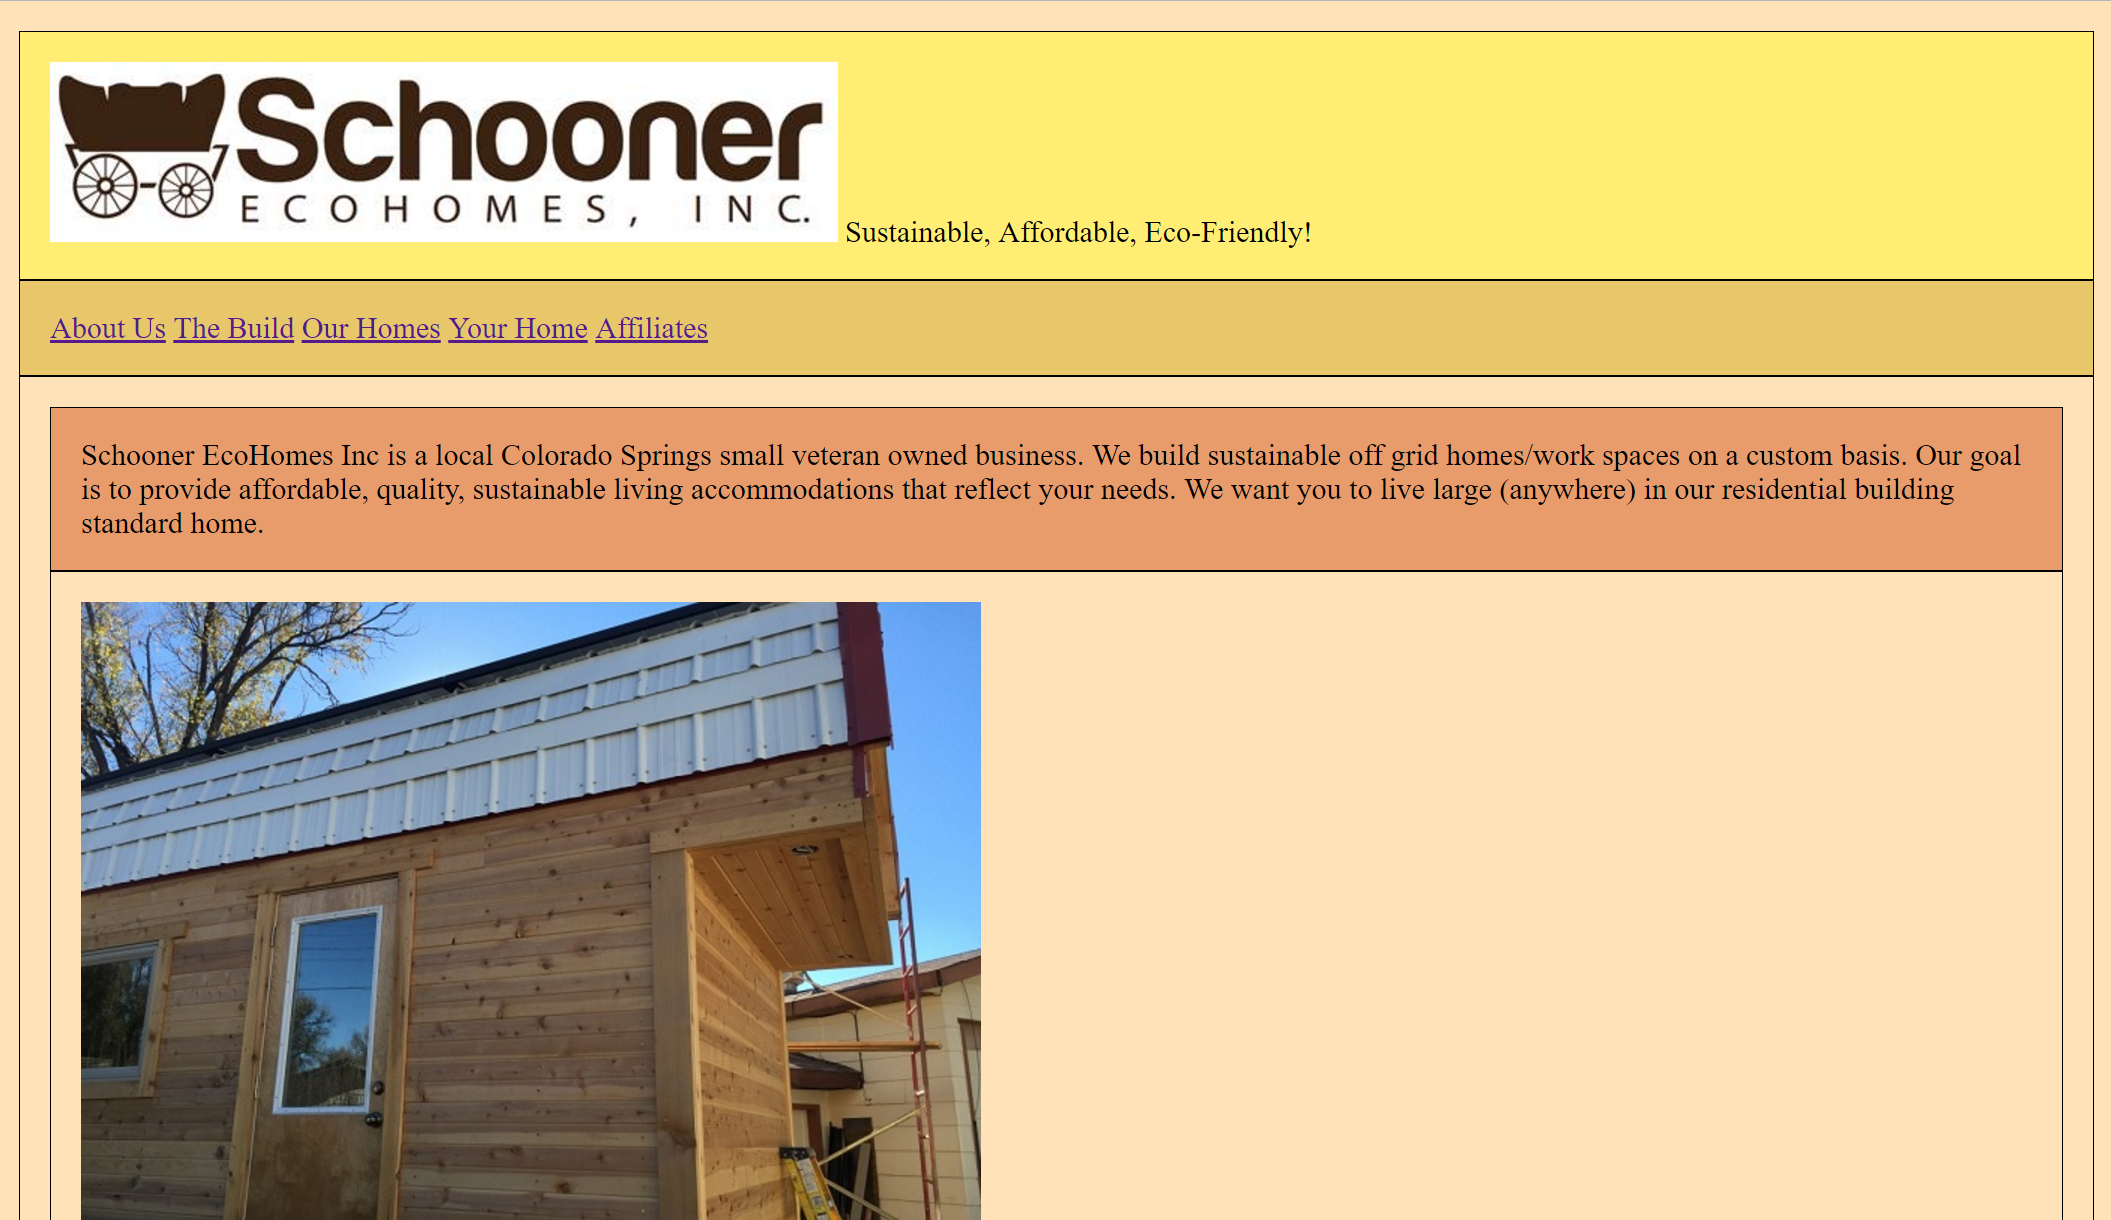 Schooner
ECOHOMES, INC.
Sustainable, Affordable, Eco-Friendly!
About Us The Build Our Homes Your Home Affiliates
Schooner EcoHomes Inc is a local Colorado Springs small veteran owned business. We build sustainable off grid homes/work spaces on a custom basis. Our goal
is to provide affordable, quality, sustainable living accommodations that reflect your needs. We want you to live large (anywhere) in our residential building
standard home.